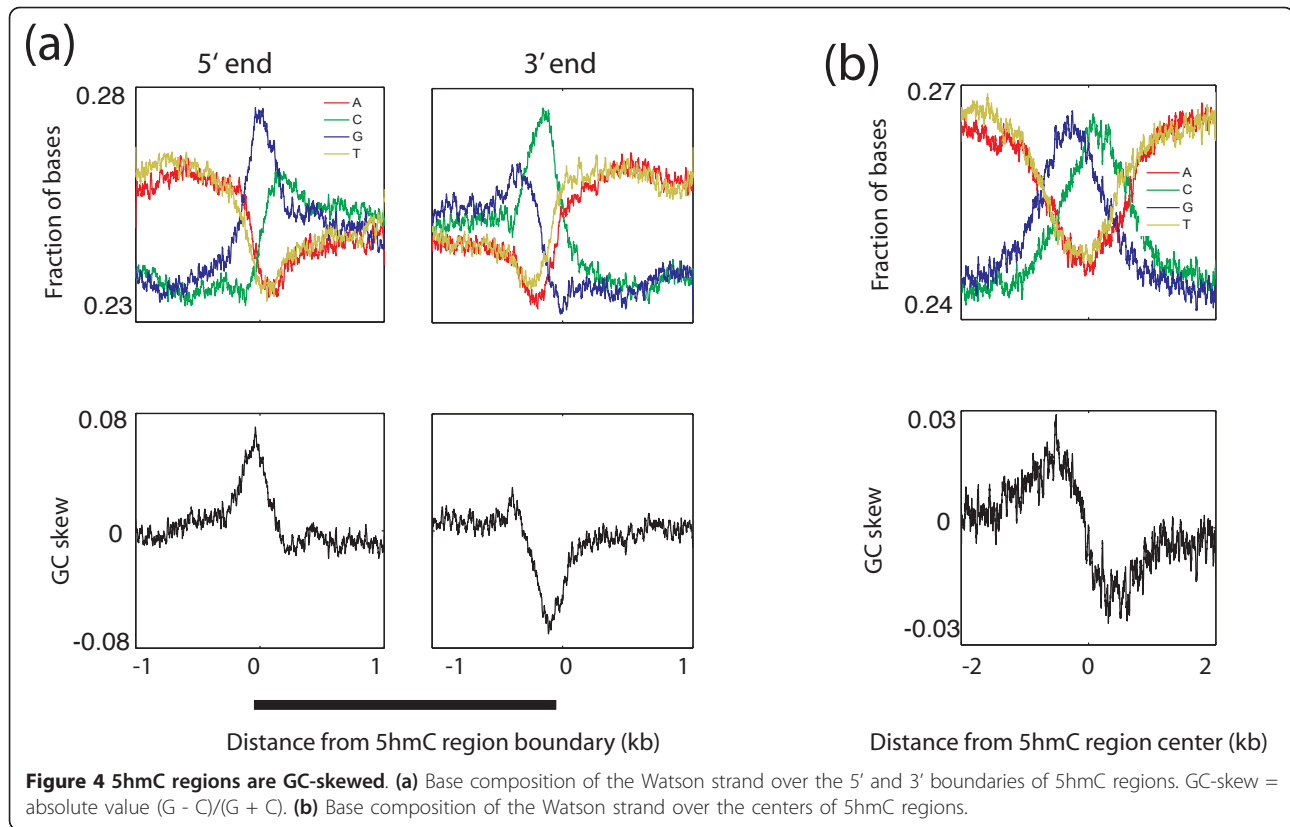 (a)
5‘ end
3’ end
(b)
0.28
Fraction of bases
0.23
A
C
G
T
0.27
Fraction of bases
0.24
A
C
G
T
0.08
GC skew
0
-0.08
-1 0 1
-1 0 1
0.03
GC skew
0
-0.03
-2 0 2
Distance from 5hmC region boundary (kb)
Distance from 5hmC region center (kb)
Figure 4 5hmC regions are GC-skewed. (a) Base composition of the Watson strand over the 5’ and 3’ boundaries of 5hmC regions. GC-skew =
absolute value (G - C)/(G + C). (b) Base composition of the Watson strand over the centers of 5hmC regions.